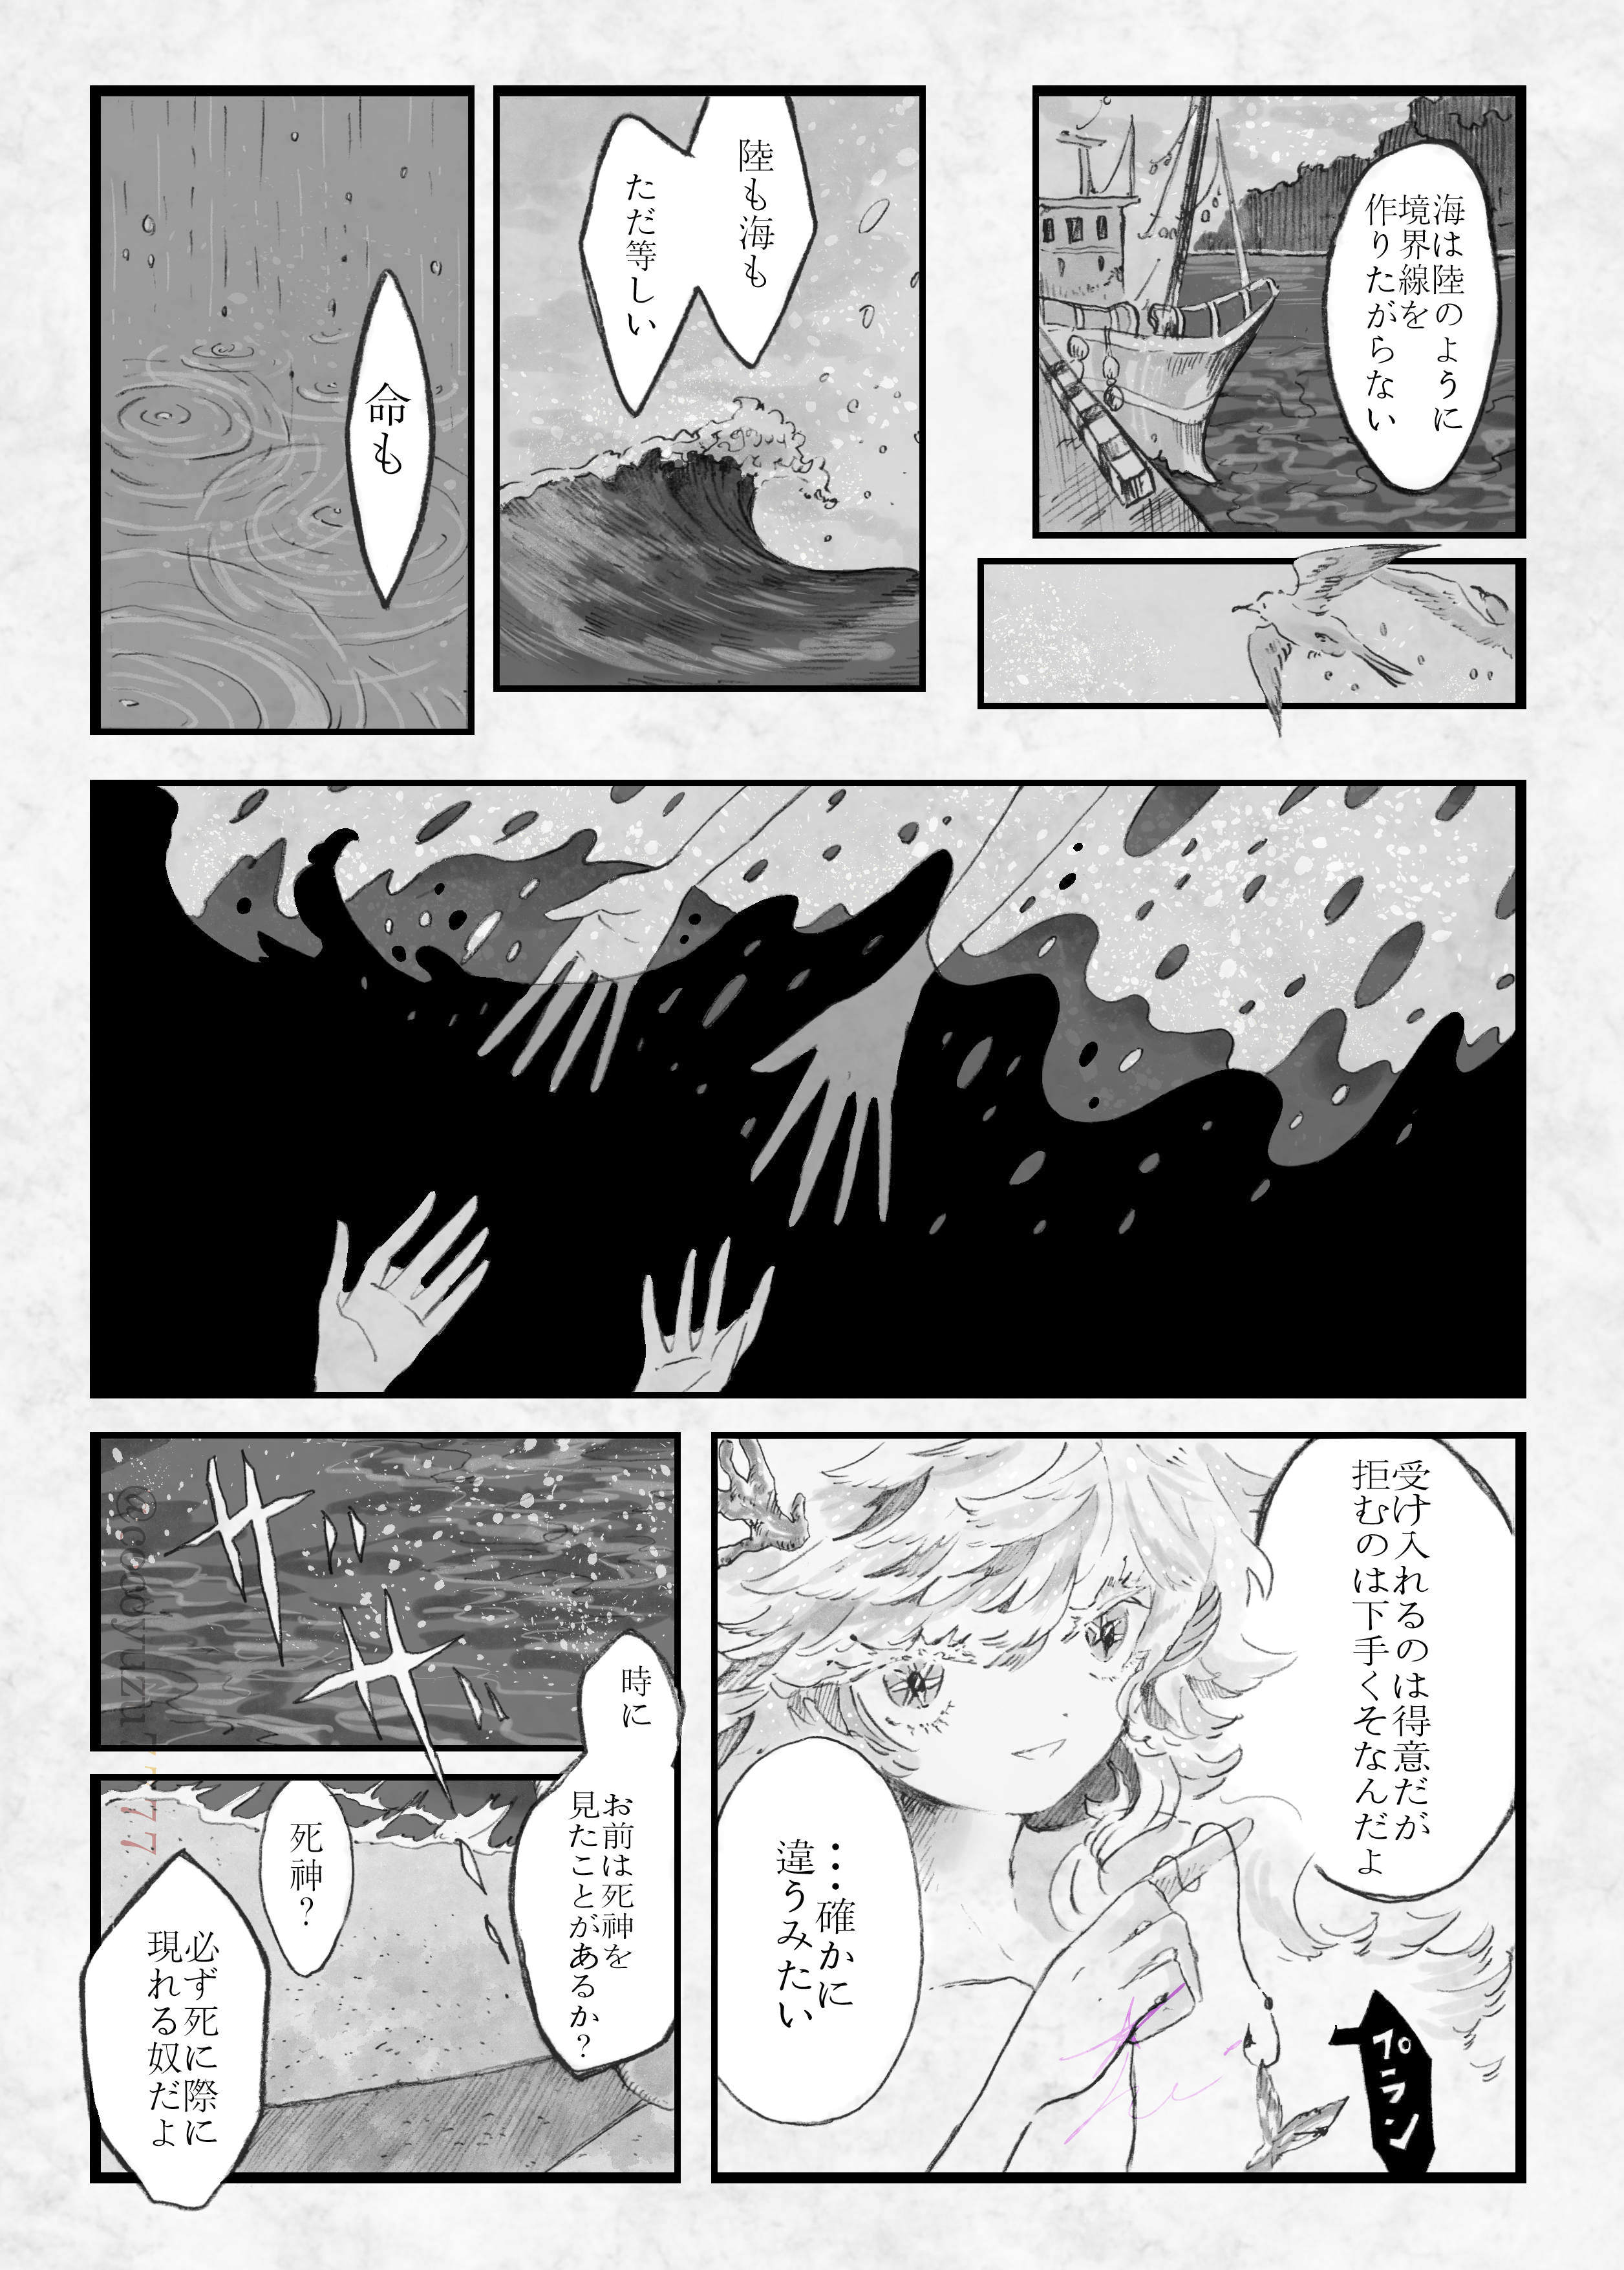 海は陸のように
境界線を
作りたがらない
陸も海も
ただ等しい
命も
受け入れるのは得意だが
拒むのは下手くそなんだよ
プラン
…確かに
違うみたい
ザザ
時に
お前は死神を
見たことがあるか？
死神？
必ず死に際に
現れる奴だよ